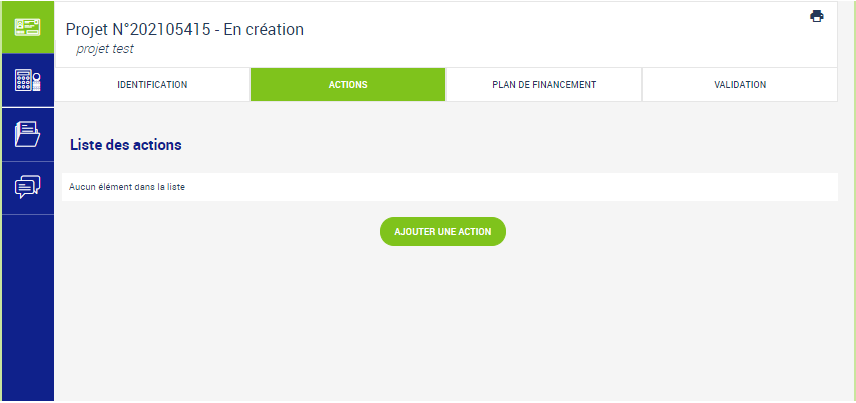 Projet N°202105415 - En création
projet test
IDENTIFICATION
ACTIONS
PLAN DE FINANCEMENT
VALIDATION
Liste des actions
Aucun élément dans la liste
AJOUTER UNE ACTION